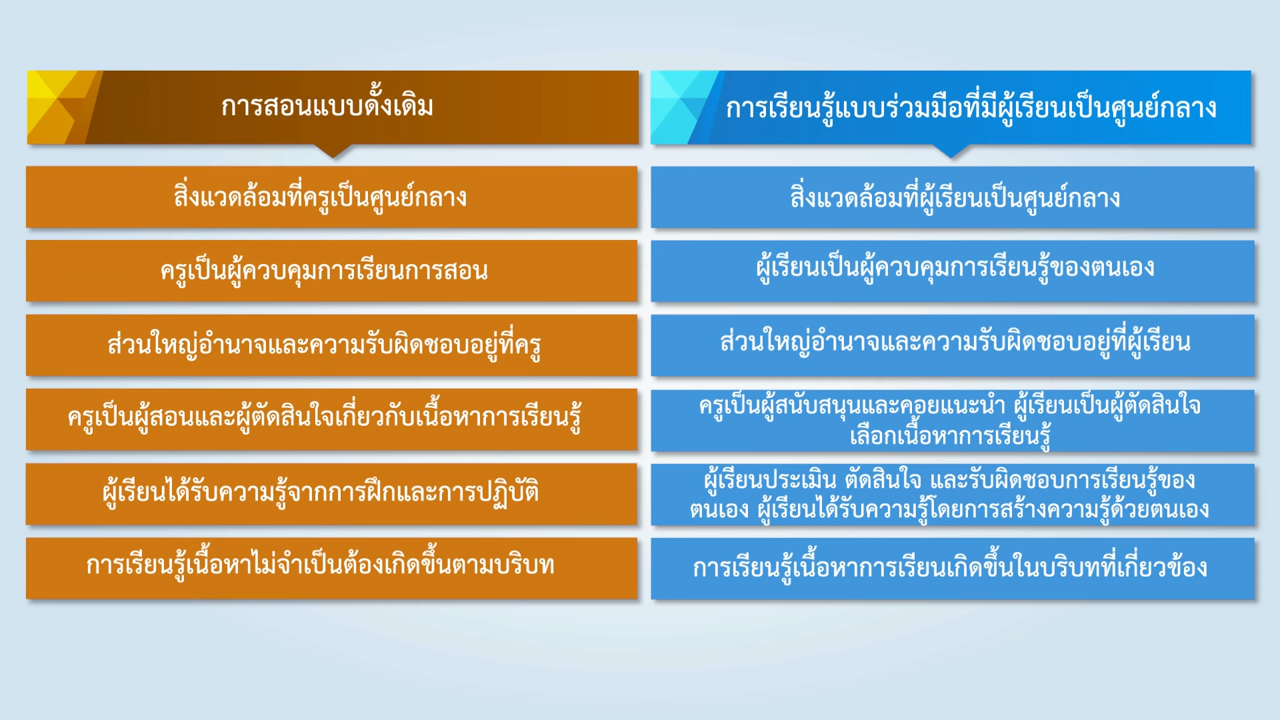 การสอนแบบดั้งเดิม
การเรียนรู้แบบร่วมมือที่มีผู้เรียนเป็นศูนย์กลาง
สิ่งแวดล้อมที่ครูเป็นศูนย์กลาง
สิ่งแวดล้อมที่ผู้เรียนเป็นศูนย์กลาง
ครูเป็นผู้ควบคุมการเรียนการสอน
ผู้เรียนเป็นผู้ควบคุมการเรียนรู้ของตนเอง
ส่วนใหญ่อำนาจและความรับผิดชอบอยู่ที่ครู
ส่วนใหญ่อำนาจและความรับผิดชอบอยู่ที่ผู้เรียน
ครูเป็นผู้สอนและผู้ตัดสินใจเกี่ยวกับเนื้อหาการเรียนรู้
ครูเป็นผู้สนับสนุนและคอยแนะนำ ผู้เรียนเป็นผู้ตัดสินใจ
เลือกเนื้อหาการเรียนรู้
ผู้เรียนได้รับความรู้จากการฝึกและการปฏิบัติ
ผู้เรียนประเมิน ตัดสินใจ และรับผิดชอบการเรียนรู้ของ
ตนเอง ผู้เรียนได้รับความรู้โดยการสร้างความรู้ด้วยตนเอง
การเรียนรู้เนื้อหาไม่จำเป็นต้องเกิดขึ้นตามบริบท
การเรียนรู้เนื้อหาการเรียนเกิดขึ้นในบริบทที่เกี่ยวข้อง